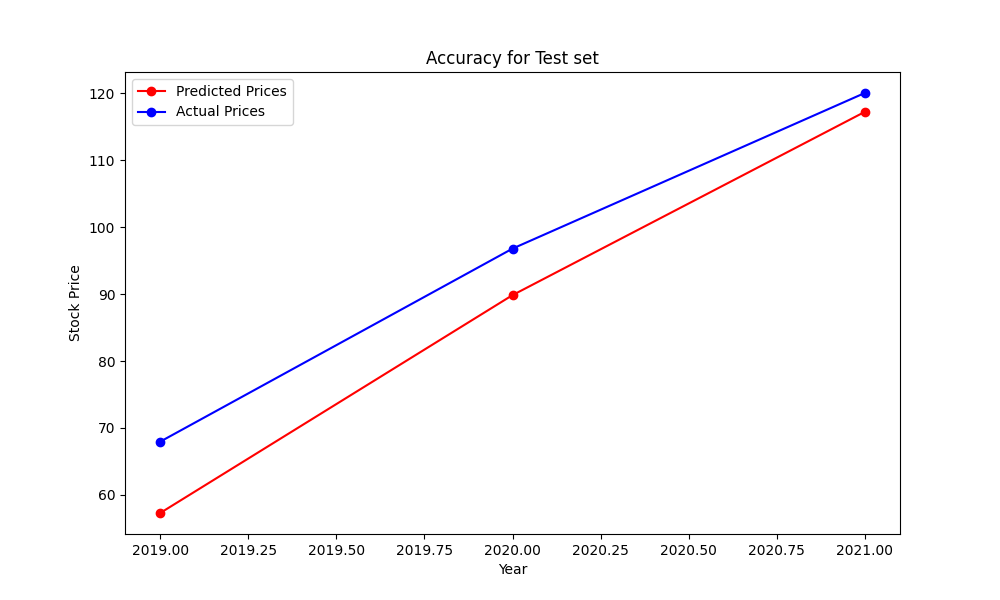 Accuracy for Test set
Predicted Prices
Actual Prices
120
110
100
90
80
70
60
Stock Price
2019.00 2019.25 2019.50 2019.75 2020.00 2020.25 2020.50 2020.75 2021.00
Year